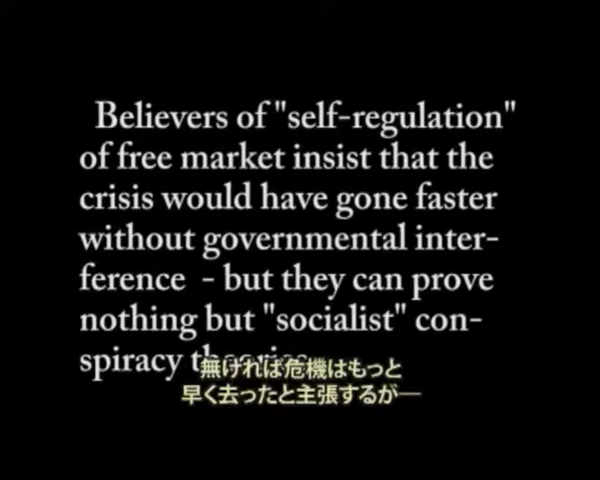 Believers of "self-regulation"
of free market insist that the
crisis would have gone faster
without governmental inter-
ference - but they can prove
nothing but "socialist" con-
spiracy
無ければ危機はもっと
早く去ったと主張するが―